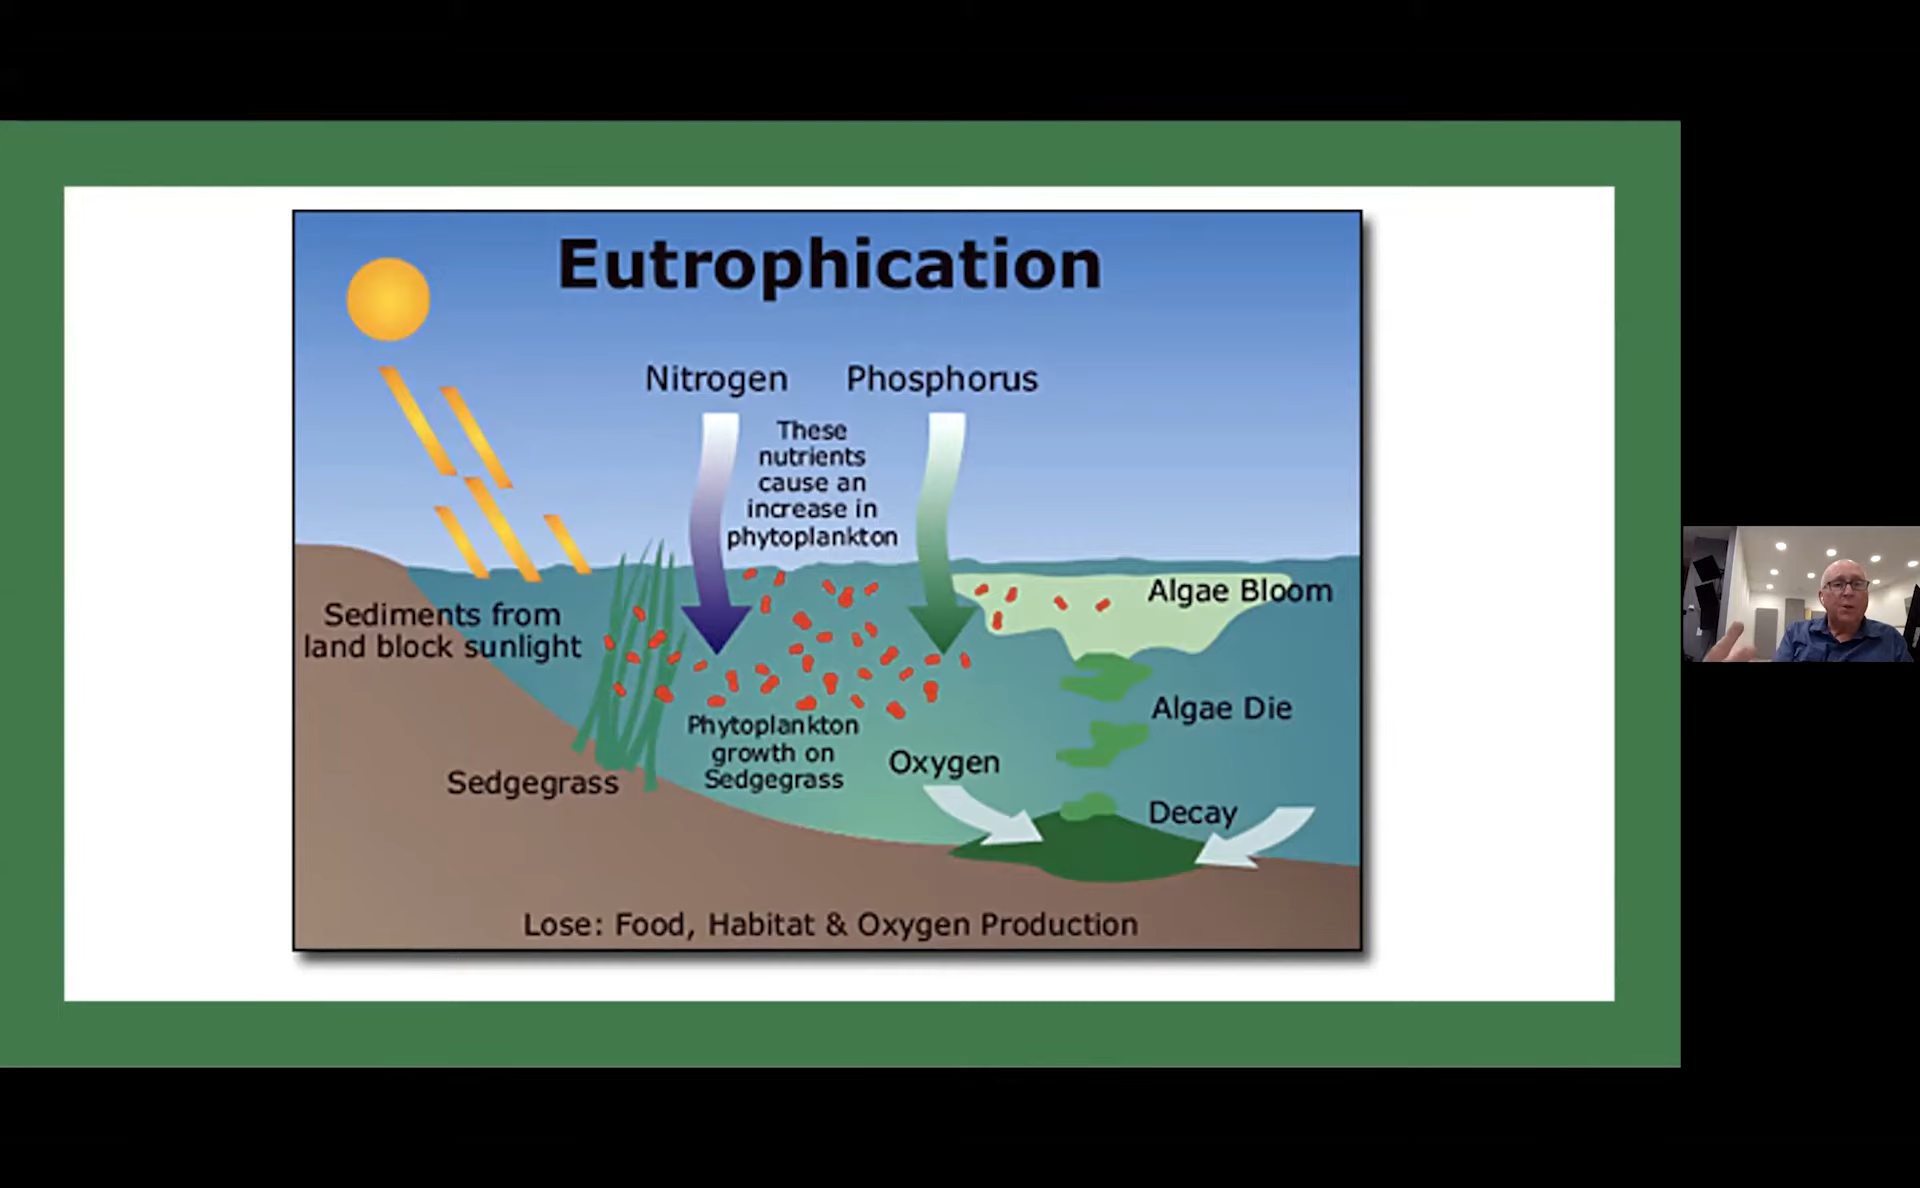 Eutrophication
Nitrogen
Phosphorus
These
nutrients
cause an
increase in
phytoplankton
Sediments from
land block sunlight
Algae Bloom
Algae Die
Phytoplankton
growth on
Sedgegrass
Oxygen
Sedgegrass
Decay
Lose: Food, Habitat & Oxygen Production